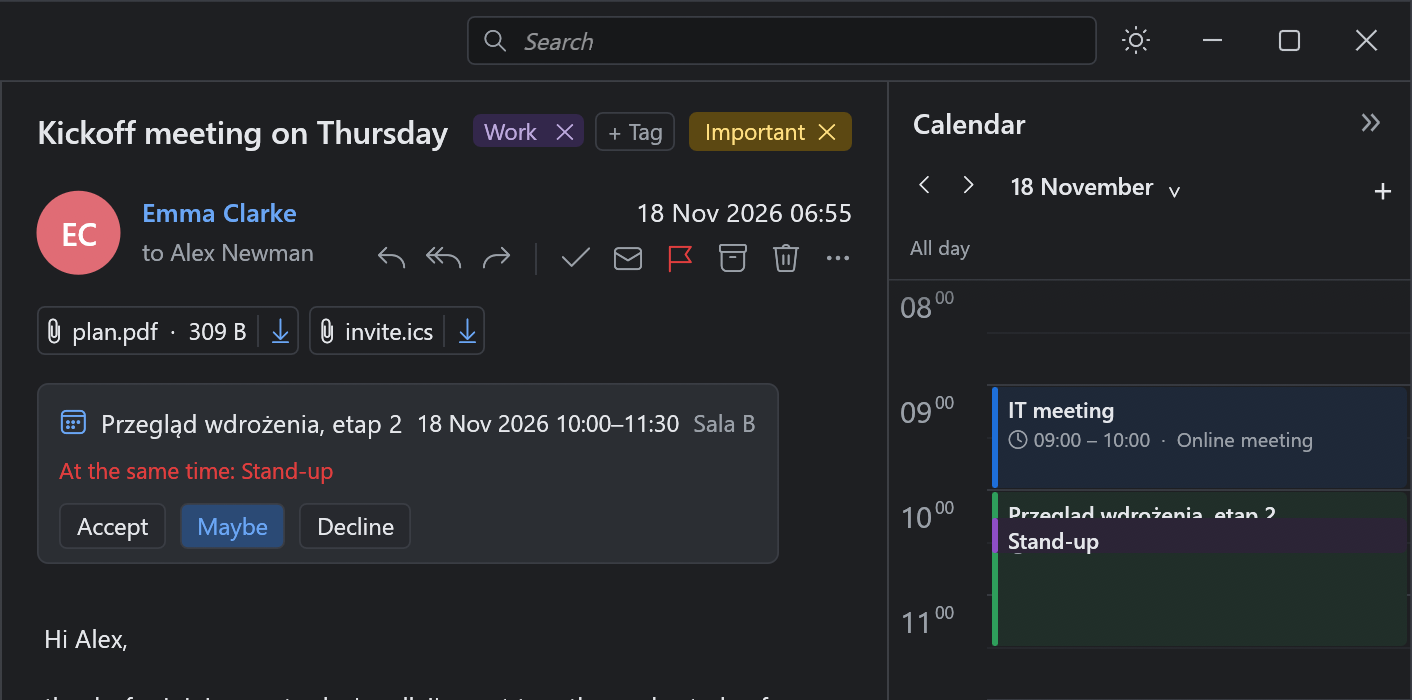 Search
Kickoff meeting on Thursday
Work
+ Tag
Important
EC
Emma Clarke
18 Nov 2026 06:55
to Alex Newman
plan.pdf · 309 B
invite.ics
Przegląd wdrożenia, etap 2 18 Nov 2026 10:00–11:30 Sala B
At the same time: Stand-up
Accept
Maybe
Decline
Hi Alex,
Calendar
18 November
All day
08 00
09 00
IT meeting
09:00 – 10:00 · Online meeting
10 00
Przegląd wdrożenia, etap 2
Stand-up
11 00